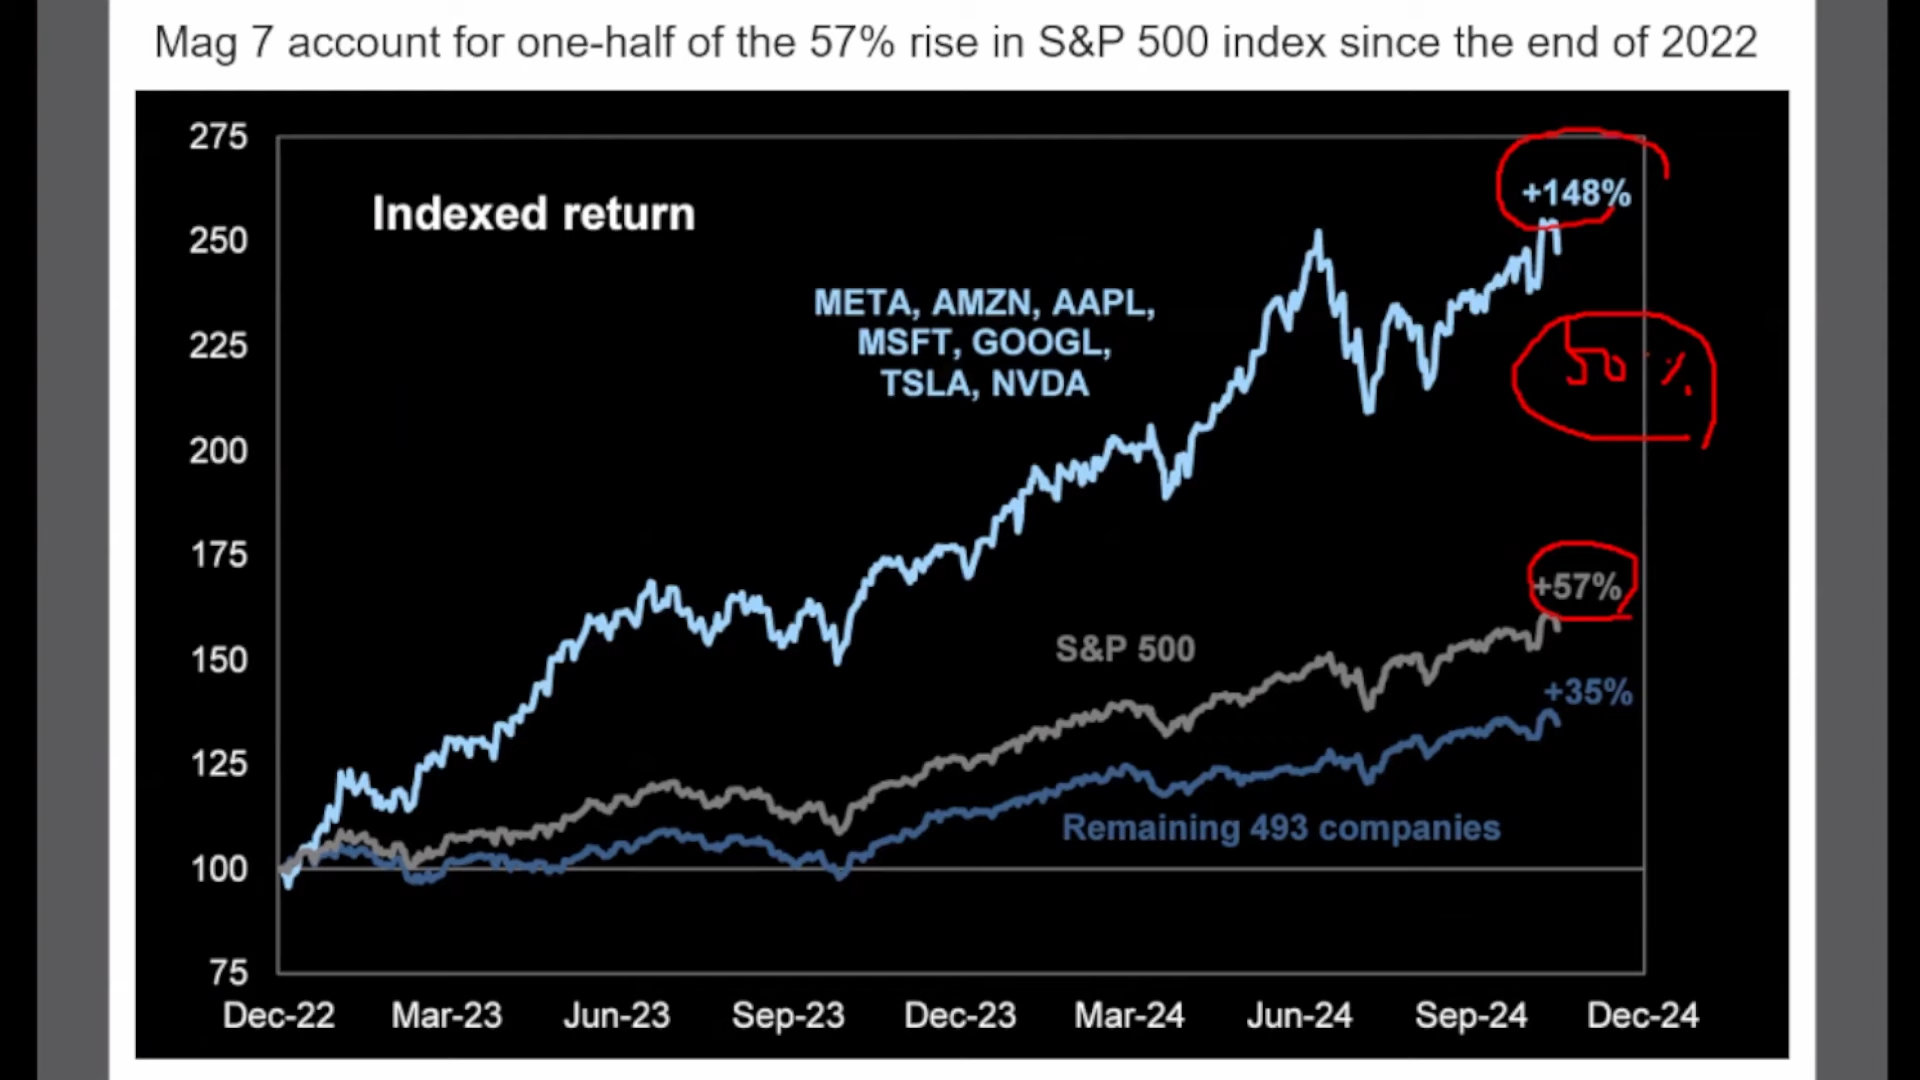 Mag 7 account for one-half of the 57% rise in S&P 500 index since the end of 2022
275
250
225
200
175
150
125
100
75
Indexed return
META, AMZN, AAPL,
MSFT, GOOGL,
TSLA, NVDA
+148%
50 %
+57%
S&P 500
+35%
Remaining 493 companies
Dec-22 Mar-23 Jun-23 Sep-23 Dec-23 Mar-24 Jun-24 Sep-24 Dec-24